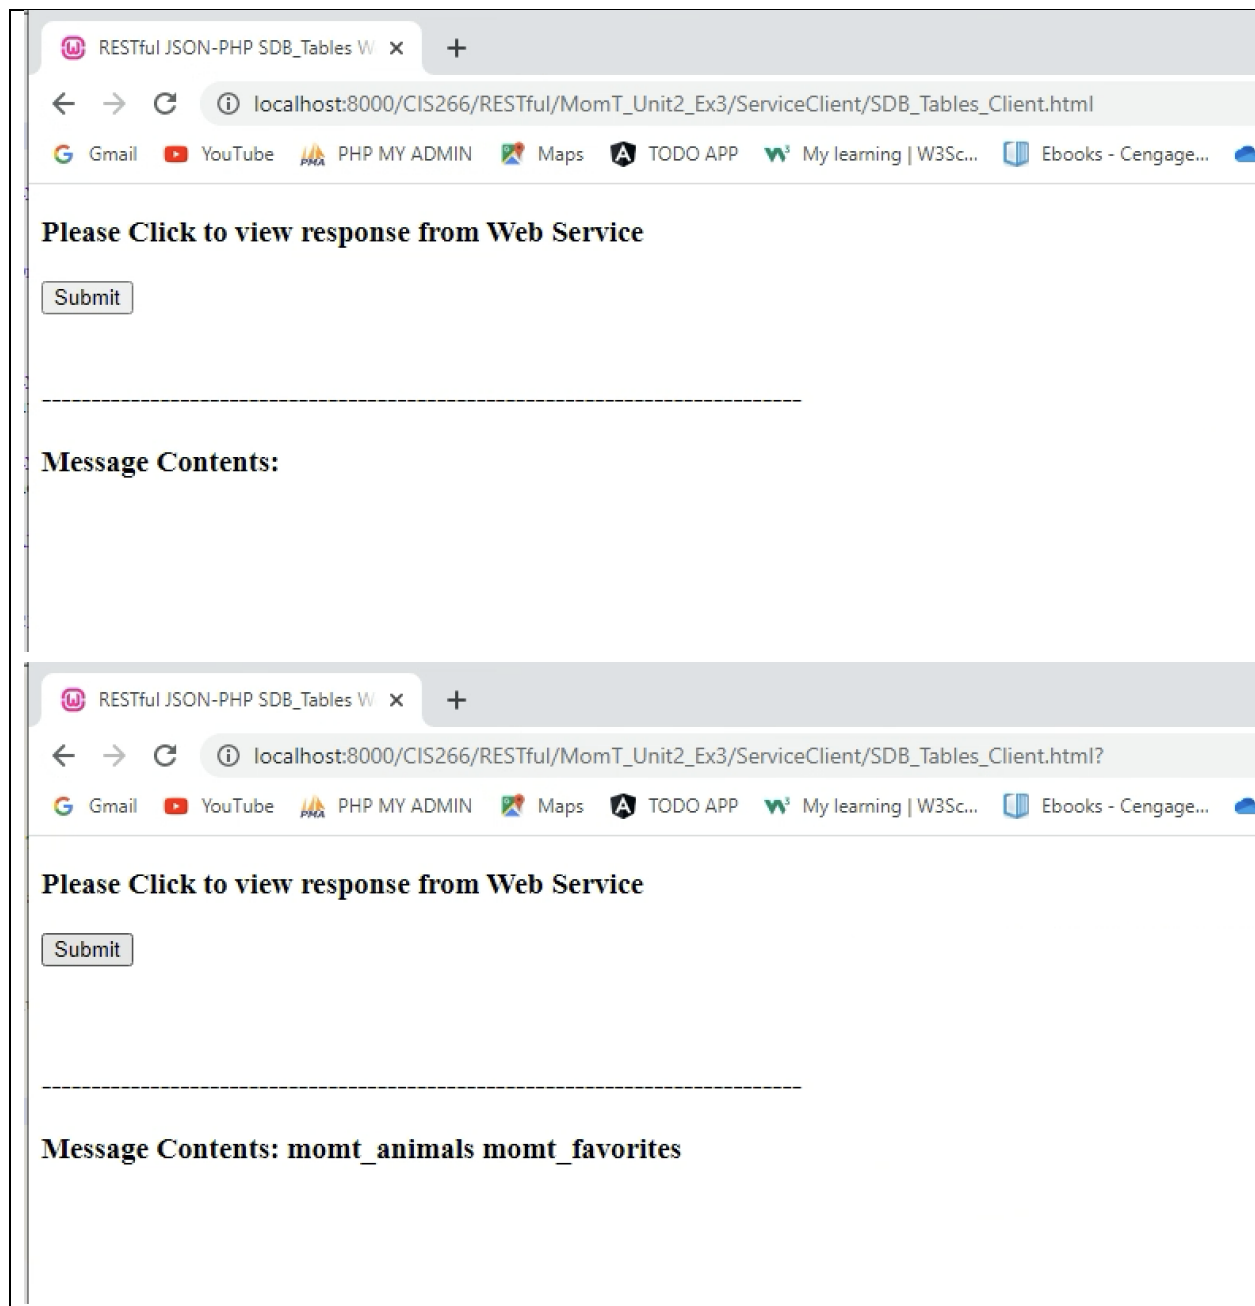 RESTful JSON-PHP SDB_Tables W
localhost:8000/CIS266/RESTful/MomT_Unit2_Ex3/ServiceClient/SDB_Tables_Client.html
Gmail YouTube PHP MY ADMIN Maps TODO APP My learning | W3Sc... Ebooks - Cengage...
Please Click to view response from Web Service
Submit
----------------------------------------------------------------------------
Message Contents:
RESTful JSON-PHP SDB_Tables W
localhost:8000/CIS266/RESTful/MomT_Unit2_Ex3/ServiceClient/SDB_Tables_Client.html?
Gmail YouTube PHP MY ADMIN Maps TODO APP My learning | W3Sc... Ebooks - Cengage...
Please Click to view response from Web Service
Submit
----------------------------------------------------------------------------
Message Contents: momt_animals momt_favorites